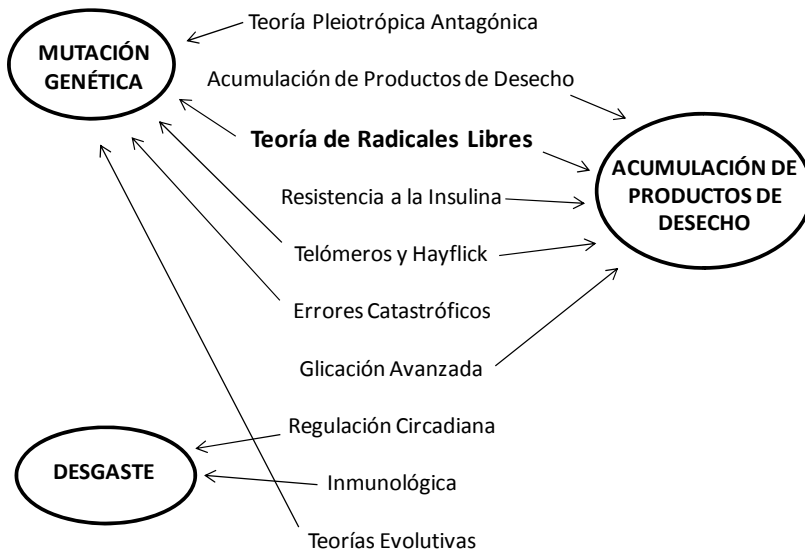 Teoría Pleiotrópica Antagónica
MUTACIÓN
GENÉTICA
Acumulación de Productos de Desecho
Teoría de Radicales Libres
ACUMULACIÓN DE
PRODUCTOS DE
DESECHO
Resistencia a la Insulina
Telómeros y Hayflick
Errores Catastróficos
Glicación Avanzada
Regulación Circadiana
DESGASTE
Inmunológica
Teorías Evolutivas